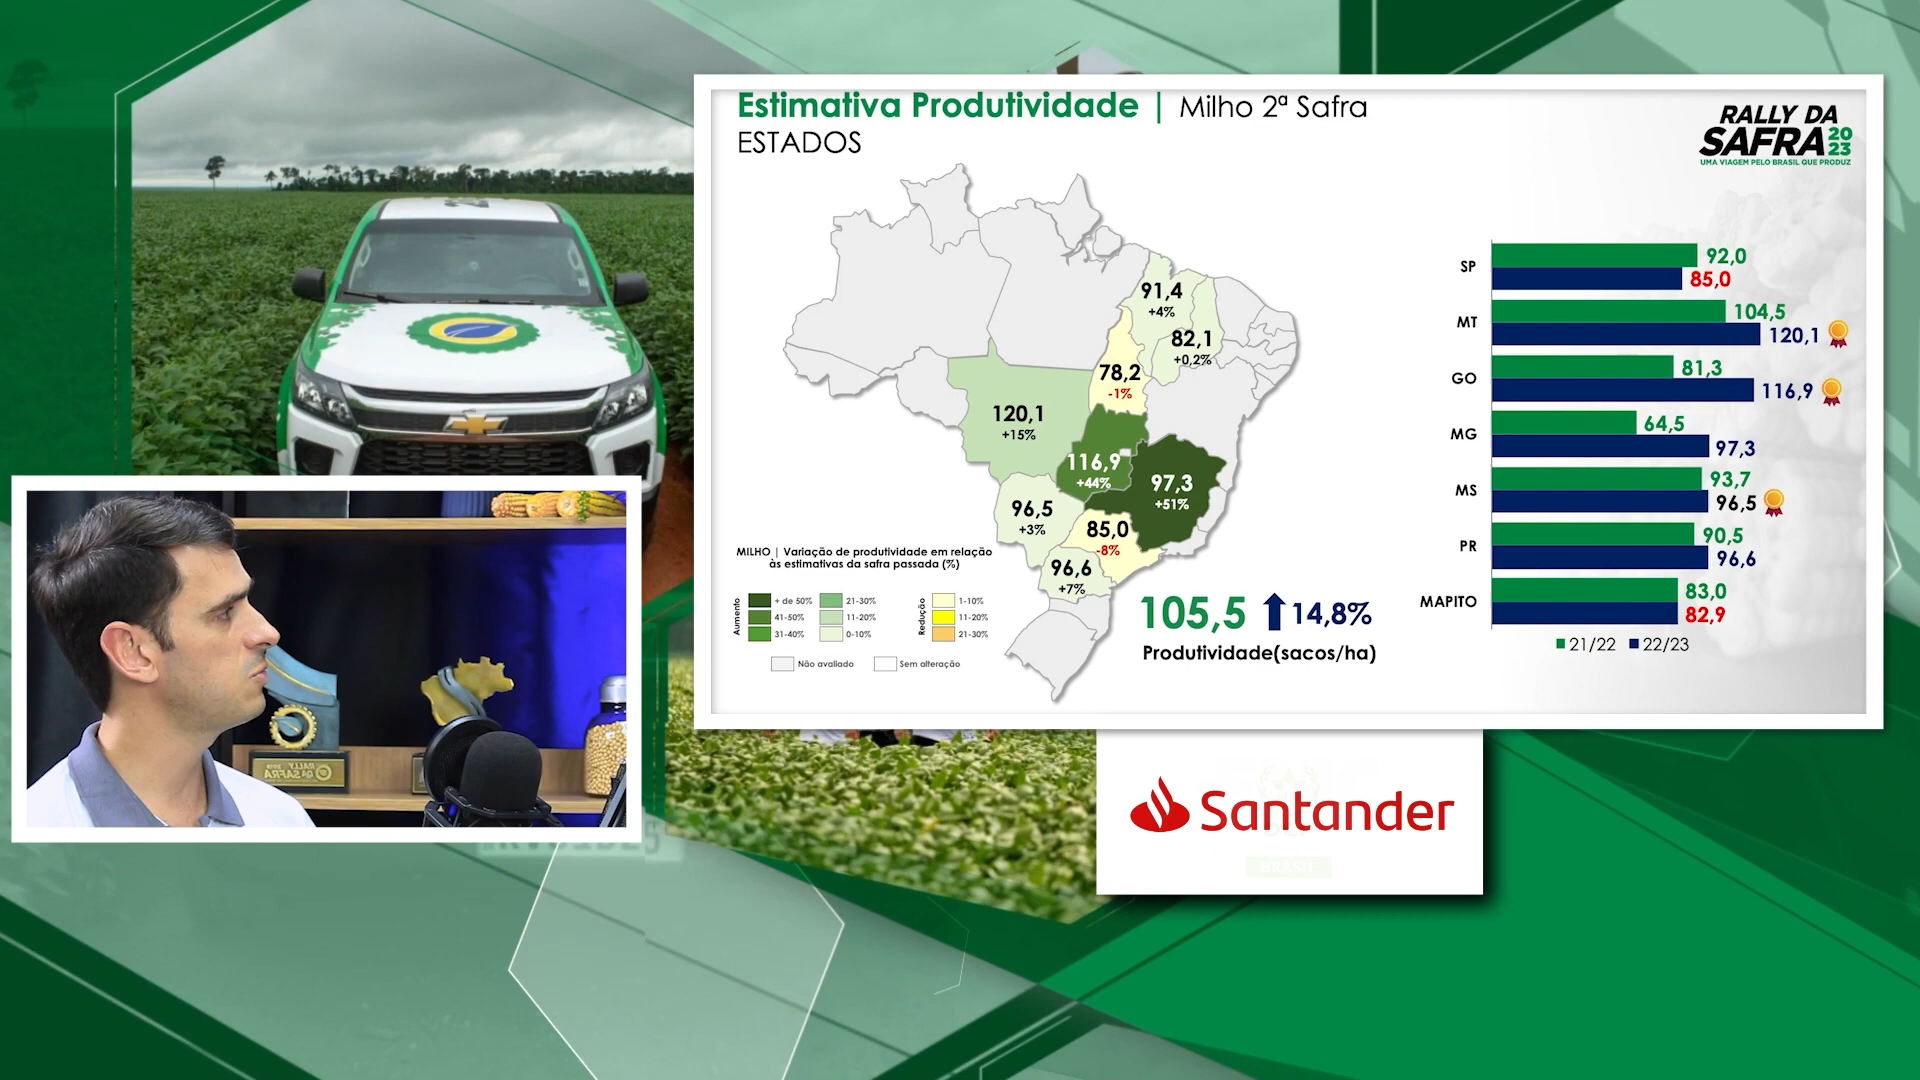 Estimativa Produtividade | Milho 2ª Safra
ESTADOS
RALLY DA
SAFRA 20
23
UMA VIAGEM PELO BRASIL QUE PRODUZ
91,4
+4%
82,1
+0,2%
78,2
-1%
120,1
+15%
116,9
+44%
97,3
+51%
96,5
+3%
85,0
-8%
96,6
+7%
MILHO | Variação de produtividade em relação
às estimativas da safra passada (%)
Aumento
+ de 50%
21-30%
41-50%
11-20%
31-40%
0-10%
Redução
1-10%
11-20%
21-30%
Não avaliado
Sem alteração
105,5 14,8%
Produtividade(sacos/ha)
SP
92,0
85,0
MT
104,5
120,1
GO
81,3
116,9
MG
64,5
97,3
MS
93,7
96,5
PR
90,5
96,6
MAPITO
83,0
82,9
21/22 22/23
Santander
BRASIL
RALLY
DA SAFRA